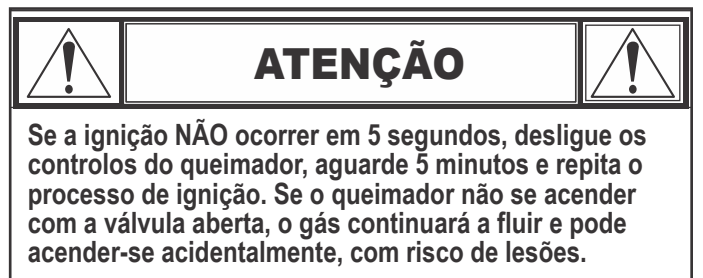 ATENÇÃO
Se a ignição NÃO ocorrer em 5 segundos, desligue os
controlos do queimador, aguarde 5 minutos e repita o
processo de ignição. Se o queimador não se acender
com a válvula aberta, o gás continuará a fluir e pode
acender-se acidentalmente, com risco de lesões.